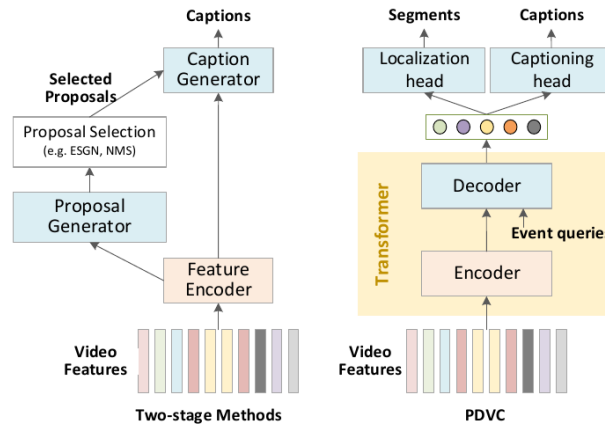 Captions
Caption
Generator
Selected
Proposals
Proposal Selection
(e.g. ESGN, NMS)
Proposal
Generator
Feature
Encoder
Video
Features
Two-stage Methods
Segments
Captions
Localization
head
Captioning
head
Transformer
Decoder
Event queries
Encoder
Video
Features
PDVC